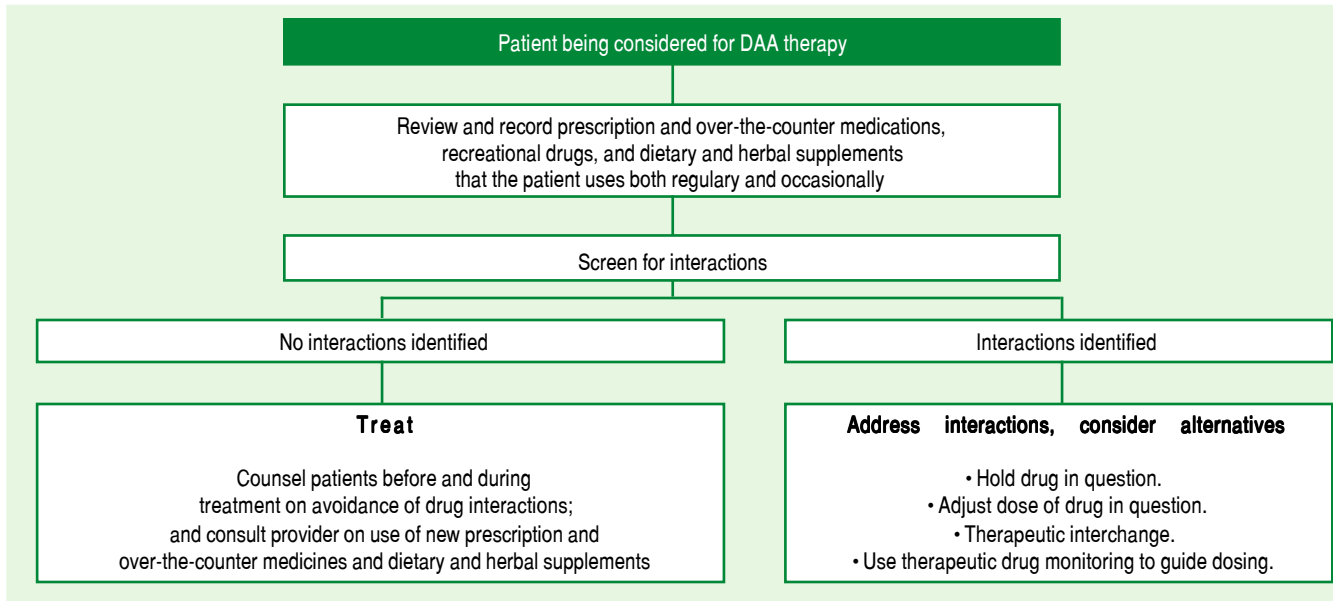 Patient being considered for DAA therapy
Review and record prescription and over-the-counter medications,
recreational drugs, and dietary and herbal supplements
that the patient uses both regulary and occasionally
Screen for interactions
No interactions identified
Interactions identified
Treat
Counsel patients before and during
treatment on avoidance of drug interactions;
and consult provider on use of new prescription and
over-the-counter medicines and dietary and herbal supplements
Address interactions, consider alternatives
• Hold drug in question.
• Adjust dose of drug in question.
• Therapeutic interchange.
• Use therapeutic drug monitoring to guide dosing.